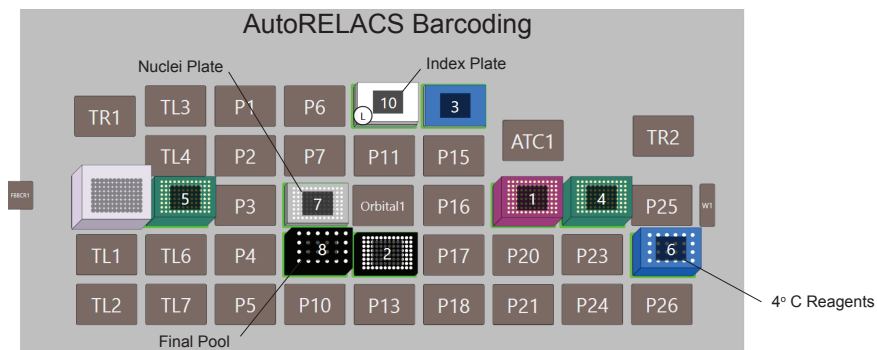 AutoRELACS Barcoding
Nuclei Plate
Index Plate
TR1 TL3 P1 P6 10 L 3 ATC1 TR2
TL4 P2 P7 P11 P15
FBBCR1 5 P3 7 Orbital1 P16 1 4 P25 W1
TL1 TL6 P4 8 2 P17 P20 P23 6
TL2 TL7 P5 P10 P13 P18 P21 P24 P26
4° C Reagents
Final Pool